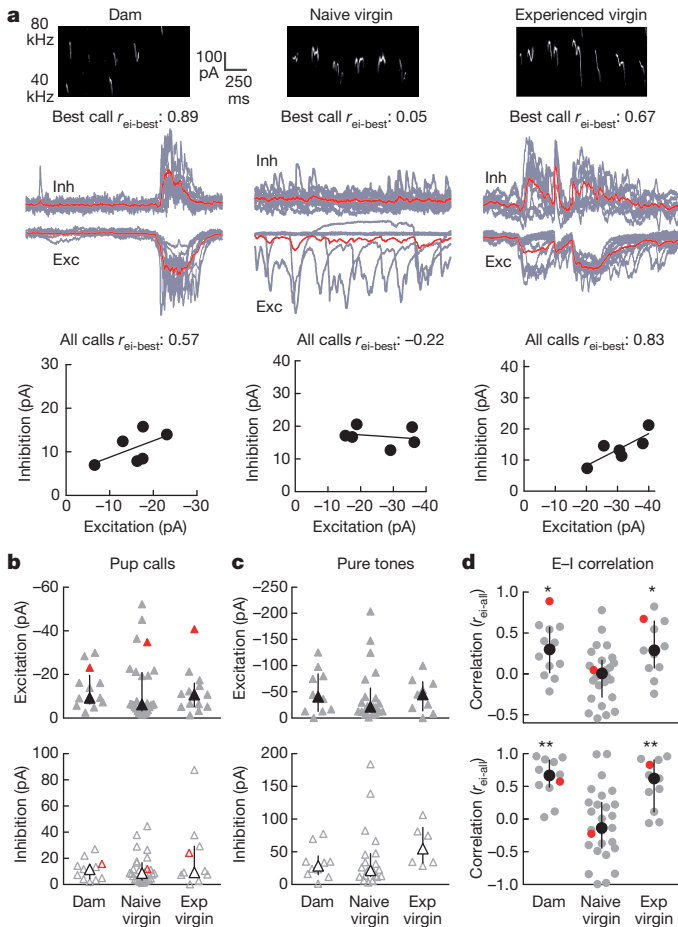 a
Dam
Naive virgin
Experienced virgin
80
kHz
40
kHz
100
pA
250
ms
Best call rei-best: 0.89
Best call rei-best: 0.05
Best call rei-best: 0.67
Inh
Exc
Inh
Exc
Inh
Exc
All calls rei-best: 0.57
All calls rei-best: –0.22
All calls rei-best: 0.83
Inhibition (pA)
30
20
10
0
0 –10 –20 –30
Excitation (pA)
Inhibition (pA)
40
30
20
10
0
0 –10 –20 –30 –40
Excitation (pA)
Inhibition (pA)
40
30
20
10
0
0 –10 –20 –30 –40
Excitation (pA)
b
Pup calls
Excitation (pA)
–60
–40
–20
0
Inhibition (pA)
100
80
60
40
20
0
Dam
Naive
virgin
Exp
virgin
c
Pure tones
Excitation (pA)
–250
–200
–150
–100
–50
0
Inhibition (pA)
200
150
100
50
0
Dam
Naive
virgin
Exp
virgin
d
E–I correlation
Correlation (rei-all)
1.0
0.5
0.0
–0.5
*
*
Correlation (rei-all)
1.0
0.5
0.0
–0.5
–1.0
**
**
Dam
Naive
virgin
Exp
virgin